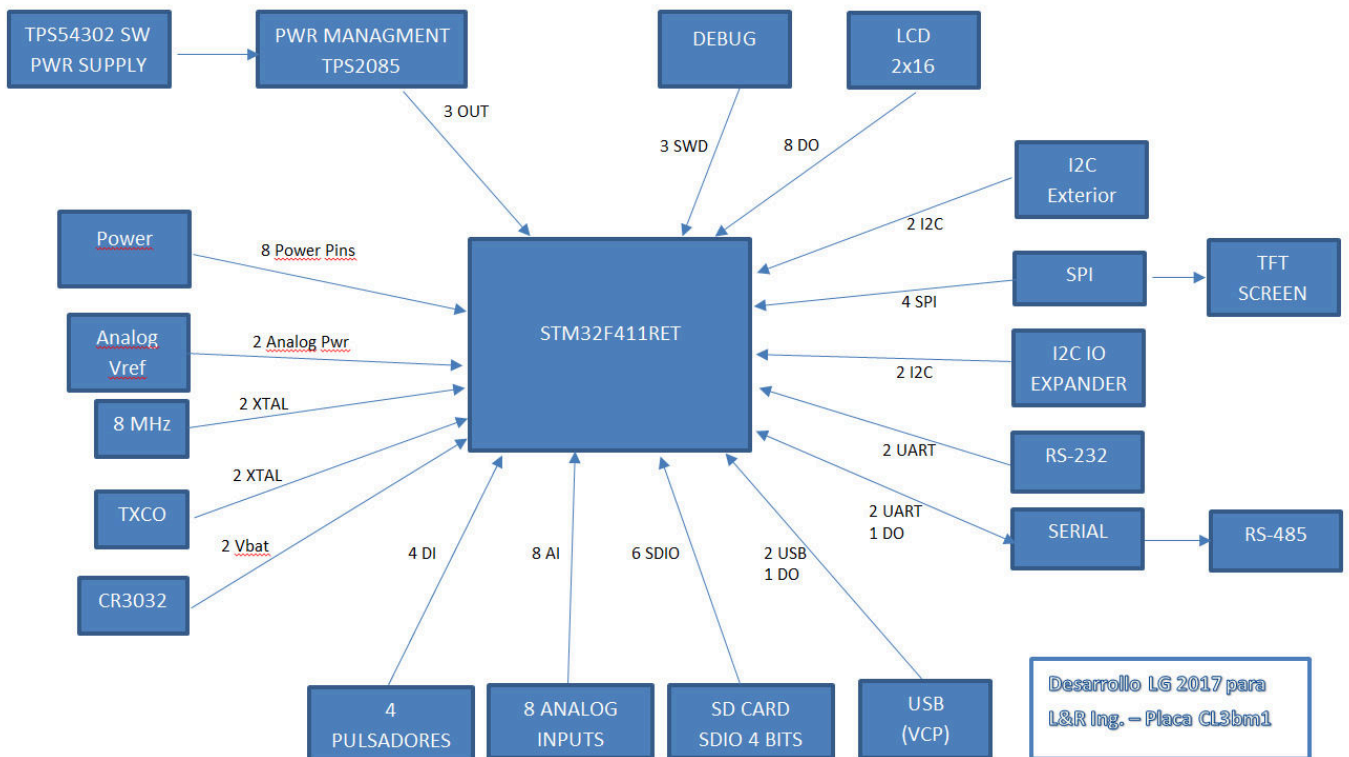 TPS54302 SW
PWR SUPPLY
PWR MANAGMENT
TPS2085
DEBUG
LCD
2x16
3 OUT
3 SWD
8 DO
I2C
Exterior
2 I2C
Power
8 Power Pins
SPI
TFT
SCREEN
4 SPI
STM32F411RET
Analog
Vref
2 Analog Pwr
I2C IO
EXPANDER
2 I2C
8 MHz
2 XTAL
RS-232
2 UART
TXCO
2 XTAL
SERIAL
RS-485
2 UART
1 DO
CR3032
2 Vbat
4 DI
8 AI
6 SDIO
2 USB
1 DO
4
PULSADORES
8 ANALOG
INPUTS
SD CARD
SDIO 4 BITS
USB
(VCP)
Desarrollo LG 2017 para
L&R Ing. – Placa CL3bm1